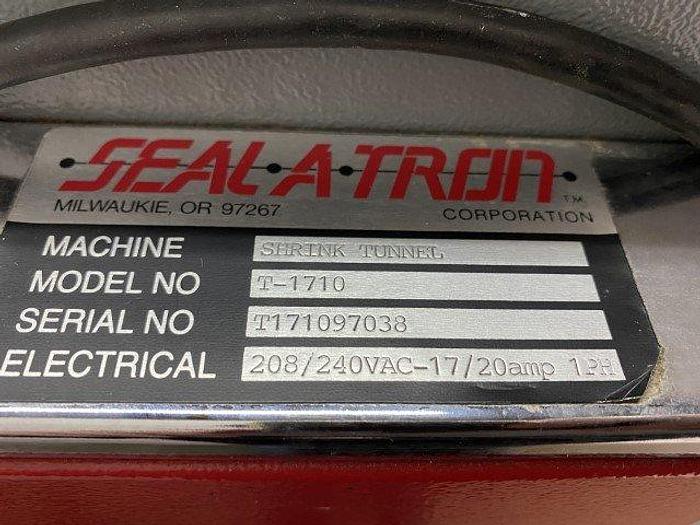 SEAL-A-TRON TM
MILWAUKIE, OR 97267 CORPORATION
MACHINE SHRINK TUNNEL
MODEL NO T-1710
SERIAL NO T171097038
ELECTRICAL 208/240VAC-17/20amp 1PH